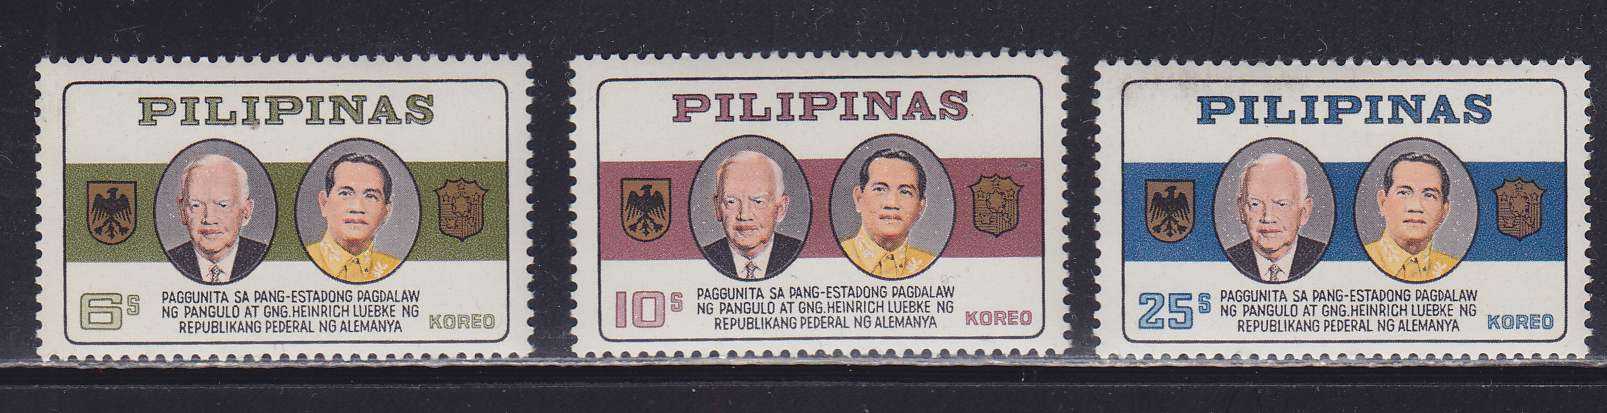 PILIPINAS
6s
PAGGUNITA SA PANG-ESTADONG PAGDALAW
NG PANGULO AT GNG. HEINRICH LUEBKE NG
REPUBLIKANG PEDERAL NG ALEMANYA
KOREO
PILIPINAS
10s
PAGGUNITA SA PANG-ESTADONG PAGDALAW
NG PANGULO AT GNG. HEINRICH LUEBKE NG
REPUBLIKANG PEDERAL NG ALEMANYA
KOREO
PILIPINAS
25s
PAGGUNITA SA PANG-ESTADONG PAGDALAW
NG PANGULO AT GNG. HEINRICH LUEBKE NG
REPUBLIKANG PEDERAL NG ALEMANYA
KOREO